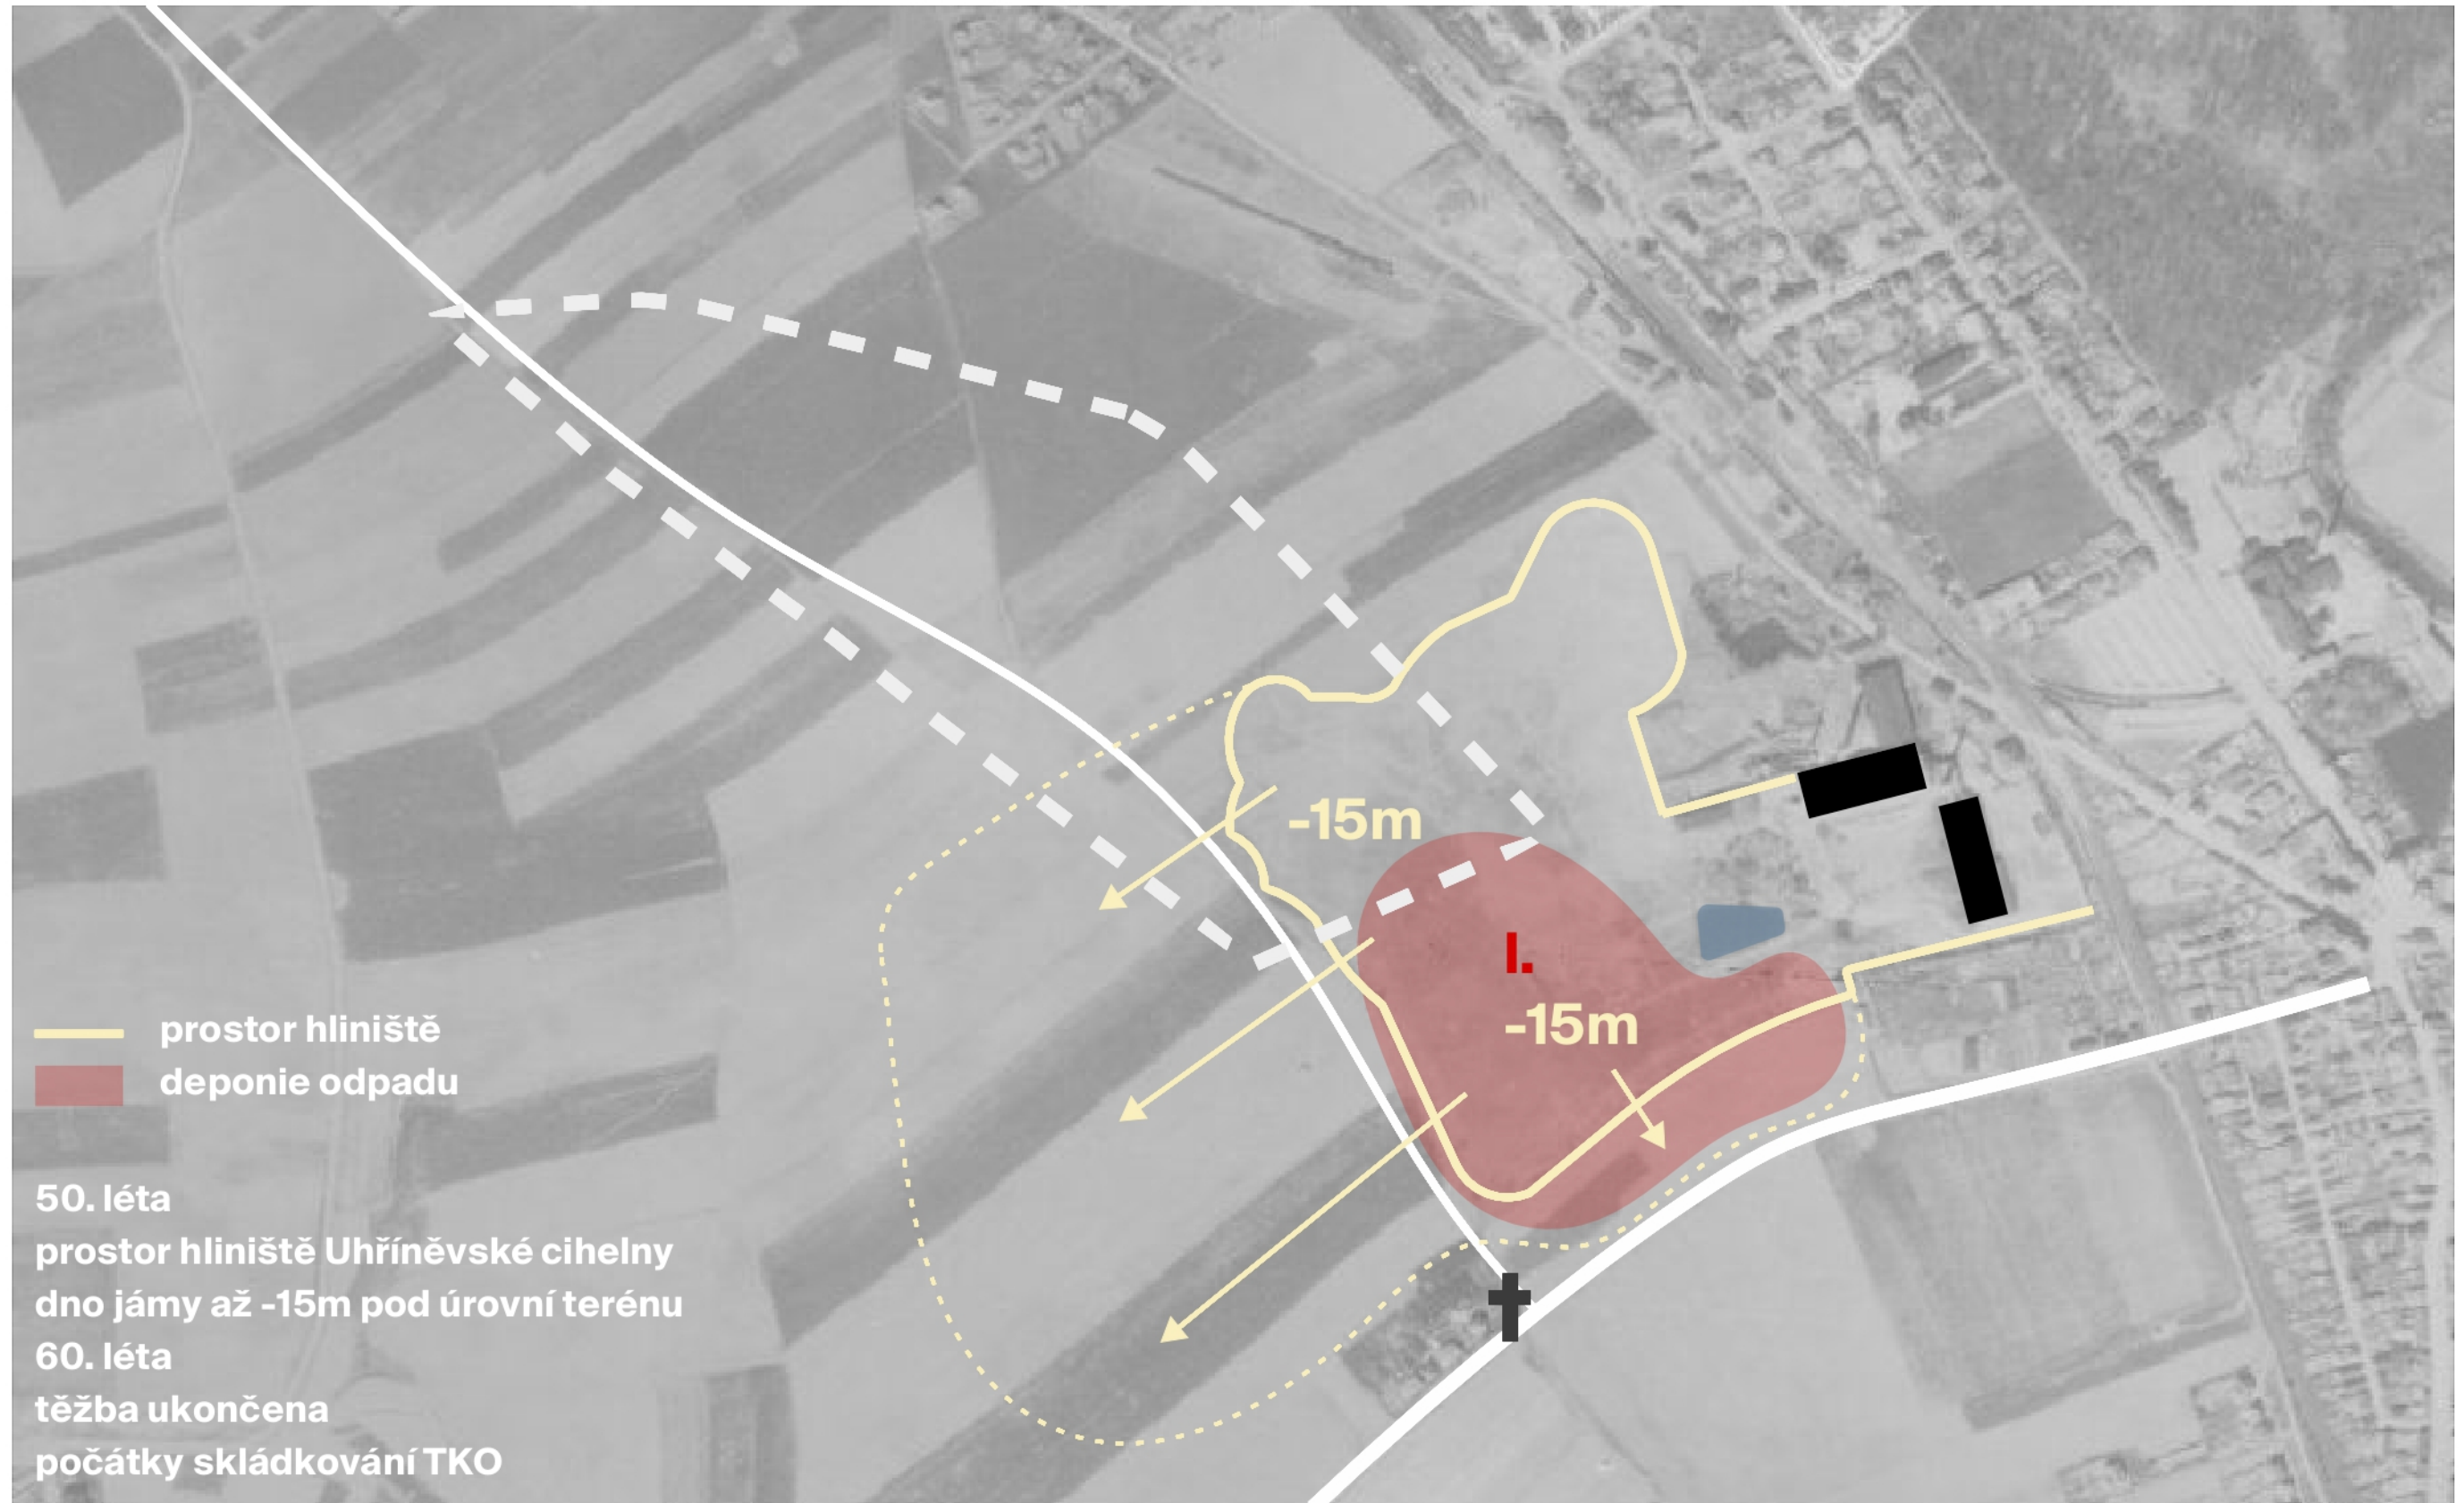 -15m
I.
-15m
prostor hliniště
deponie odpadu
50. léta
prostor hliniště Uhříněvské cihelny
dno jámy až -15m pod úrovní terénu
60. léta
těžba ukončena
počátky skládkování TKO